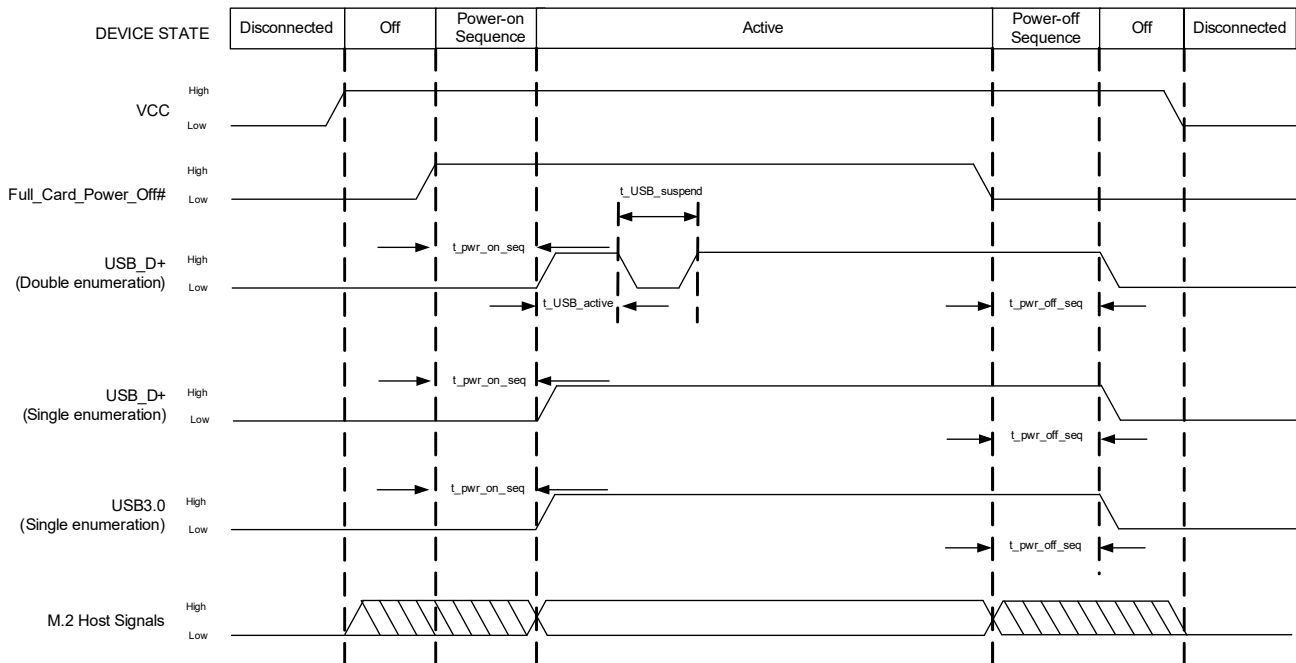 DEVICE STATE
Disconnected
Off
Power-on
Sequence
Active
Power-off
Sequence
Off
Disconnected
VCC
High
Low
Full_Card_Power_Off#
High
Low
t_USB_suspend
USB_D+
(Double enumeration)
High
Low
t_pwr_on_seq
t_USB_active
t_pwr_off_seq
USB_D+
(Single enumeration)
High
Low
t_pwr_on_seq
t_pwr_off_seq
USB3.0
(Single enumeration)
High
Low
t_pwr_on_seq
t_pwr_off_seq
M.2 Host Signals
High
Low